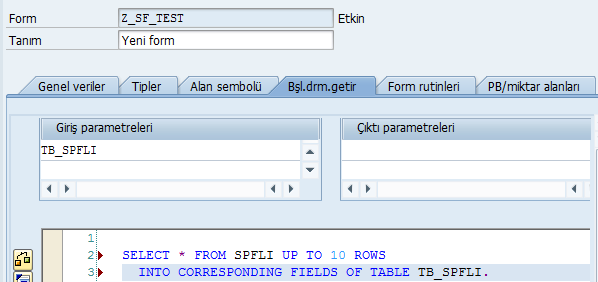 Form Z_SF_TEST Etkin
Tanım Yeni form
Genel veriler Tipler Alan sembolü Bşl.drm.getir Form rutinleri PB/miktar alanları
Giriş parametreleri Çıktı parametreleri
TB_SPFLI
1
2 SELECT * FROM SPFLI UP TO 10 ROWS
3 INTO CORRESPONDING FIELDS OF TABLE TB_SPFLI.